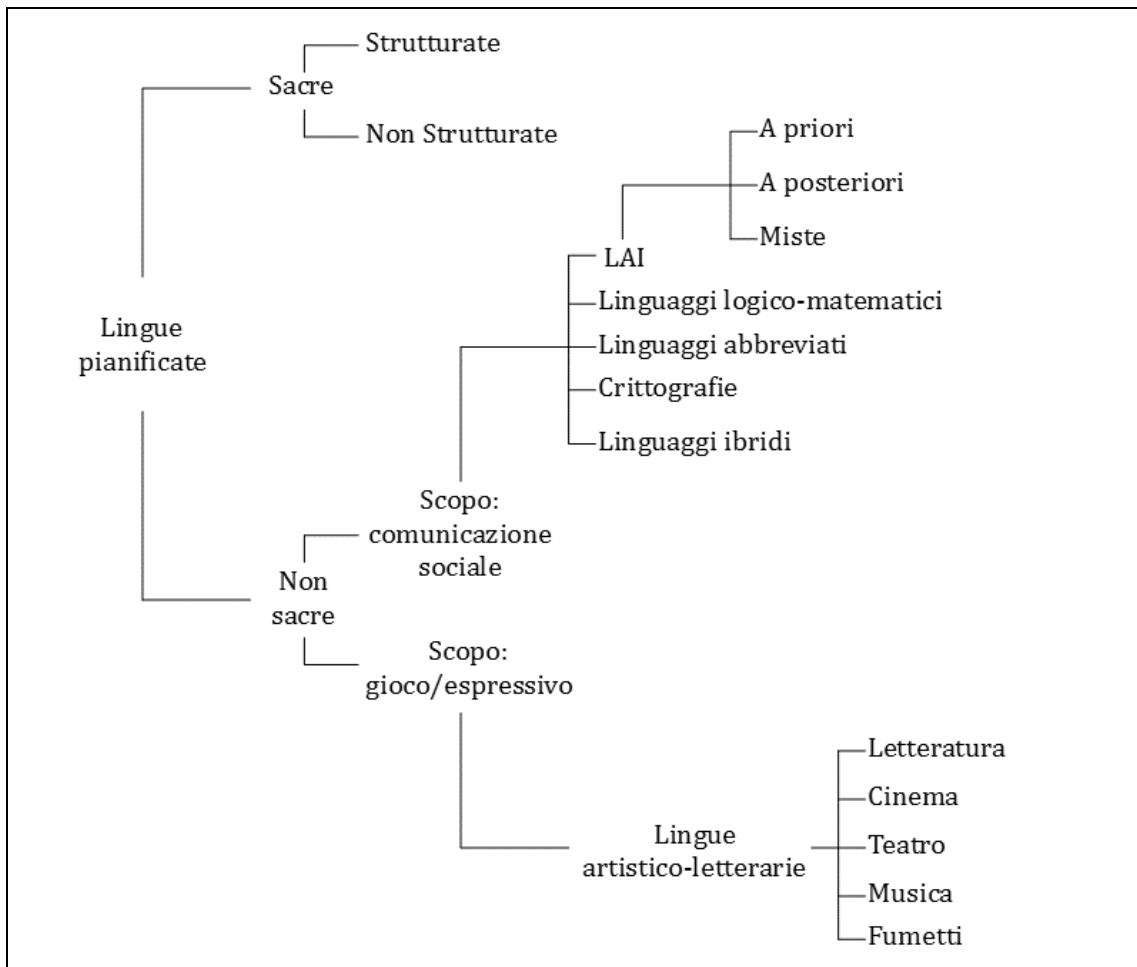 Strutturate
Sacre
Non Strutturate
A priori
A posteriori
Miste
LAI
Linguaggi logico-matematici
Linguaggi abbreviati
Crittografie
Linguaggi ibridi
Lingue
pianificate
Scopo:
comunicazione
sociale
Non
sacre
Scopo:
gioco/espressivo
Lingue
artistico-letterarie
Letteratura
Cinema
Teatro
Musica
Fumetti